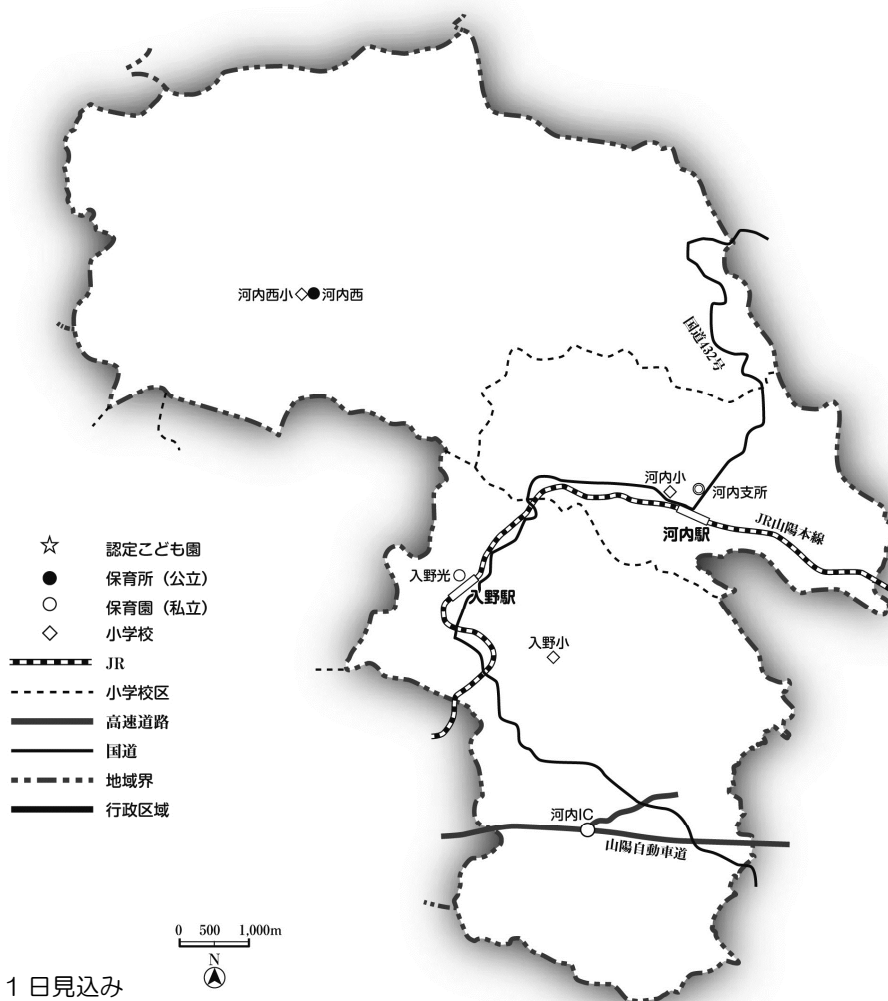 国道432号
河内西小
河内西
河内小
河内支所
JR山陽本線
河内駅
入野光
入野駅
入野小
認定こども園
保育所（公立）
保育園（私立）
小学校
JR
小学校区
高速道路
国道
地域界
行政区域
河内IC
山陽自動車道
0 500 1,000m
N
1 日見込み